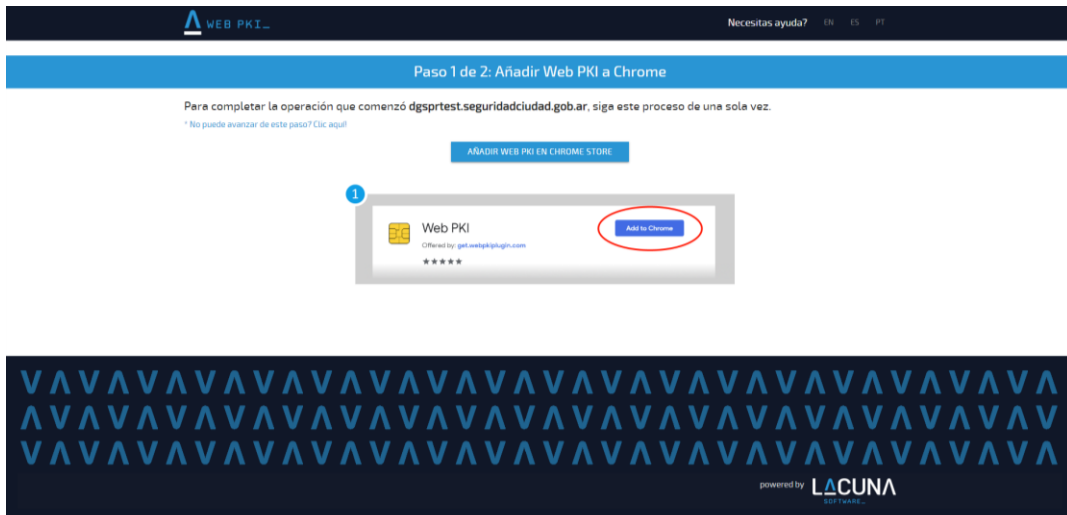 WEB PKI_
Necesitas ayuda? EN ES PT
Paso 1 de 2: Añadir Web PKI a Chrome
Para completar la operación que comenzó dgsprtest.seguridadciudad.gob.ar, siga este proceso de una sola vez.
* No puede avanzar de este paso? Clic aquí!
AÑADIR WEB PKI EN CHROME STORE
1
Web PKI
Add to Chrome
Offered by: get.webpkiplugin.com
powered by LACUNA
SOFTWARE_